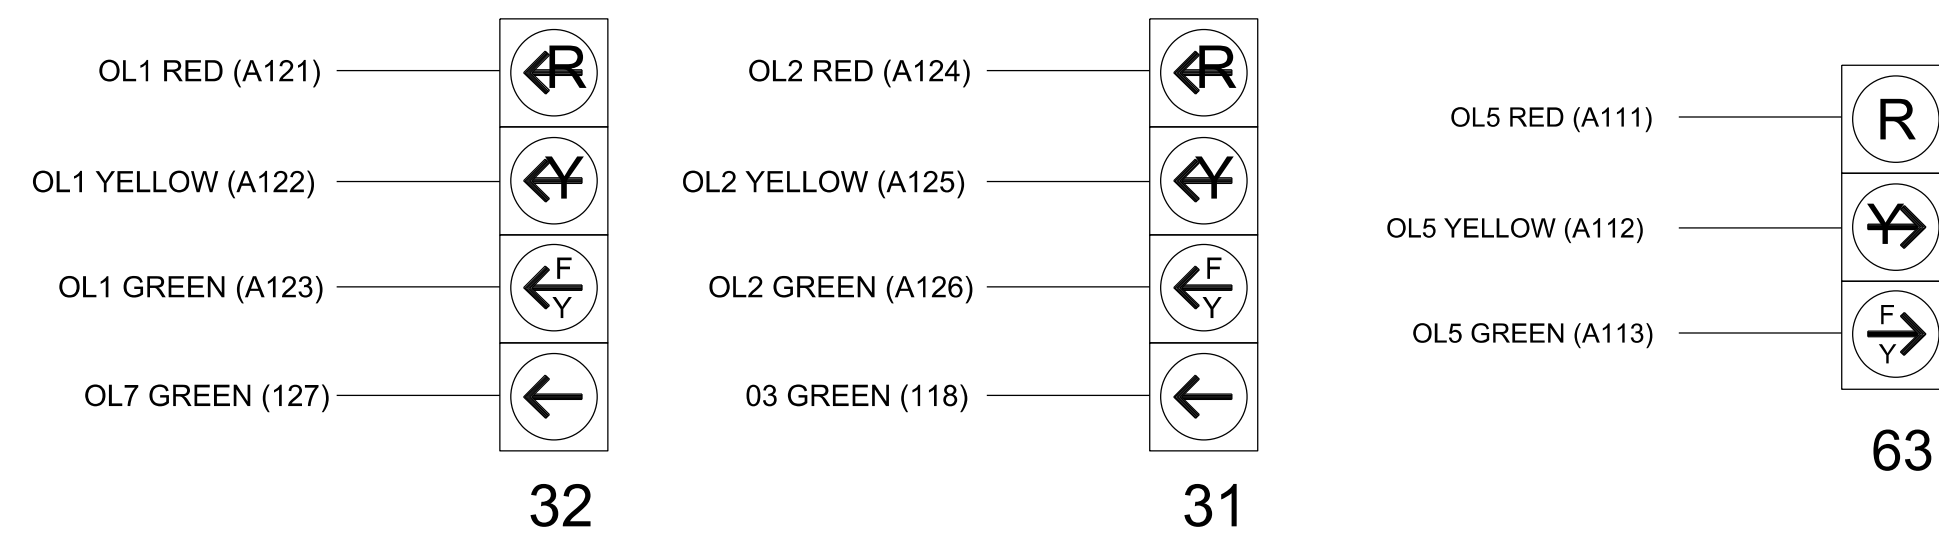 OL1 RED (A121)
R
OL1 YELLOW (A122)
Y
OL1 GREEN (A123)
F
Y
OL7 GREEN (127)
32
OL2 RED (A124)
R
OL2 YELLOW (A125)
Y
OL2 GREEN (A126)
F
Y
03 GREEN (118)
31
OL5 RED (A111)
R
OL5 YELLOW (A112)
Y
OL5 GREEN (A113)
F
Y
63